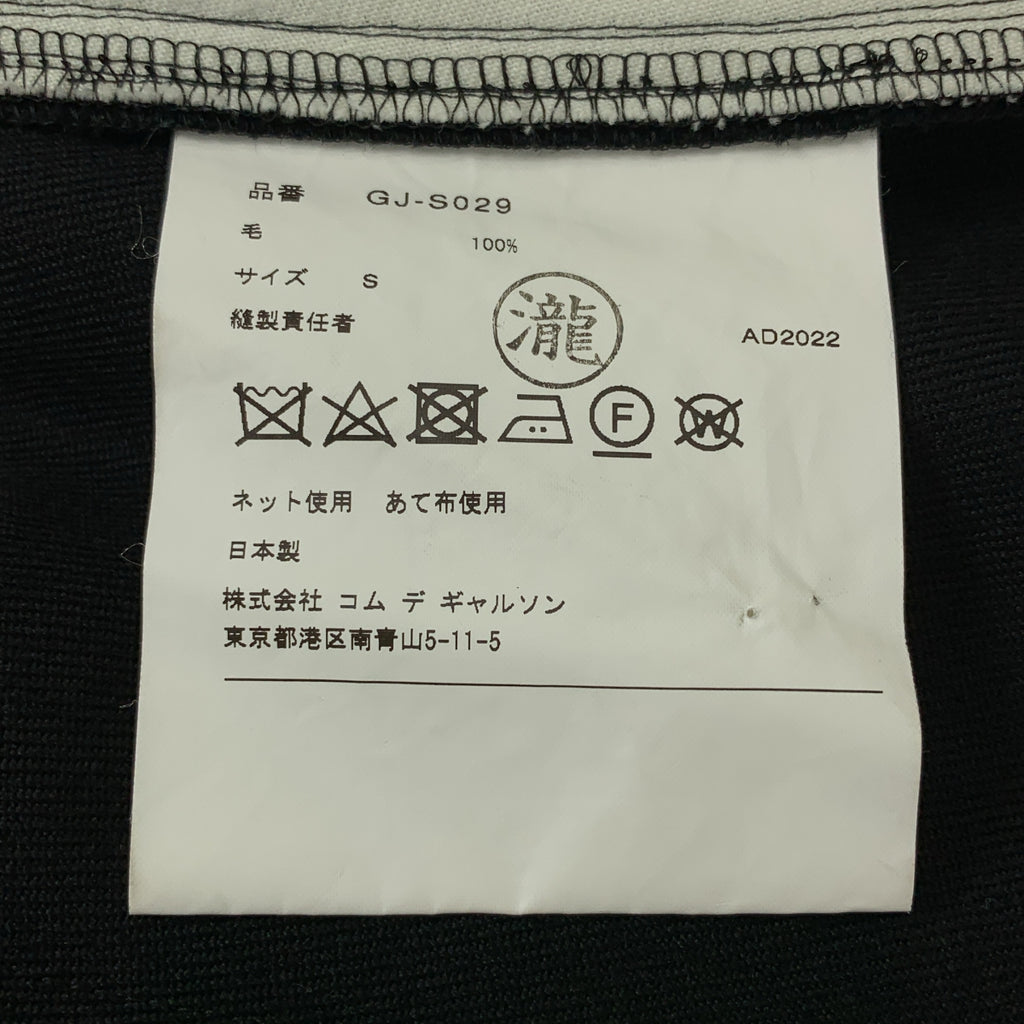 品番 GJ-S029
毛 100%
サイズ S
縫製責任者 瀧 AD2022
F W
ネット使用 あて布使用
日本製
株式会社 コム デ ギャルソン
東京都港区南青山5-11-5